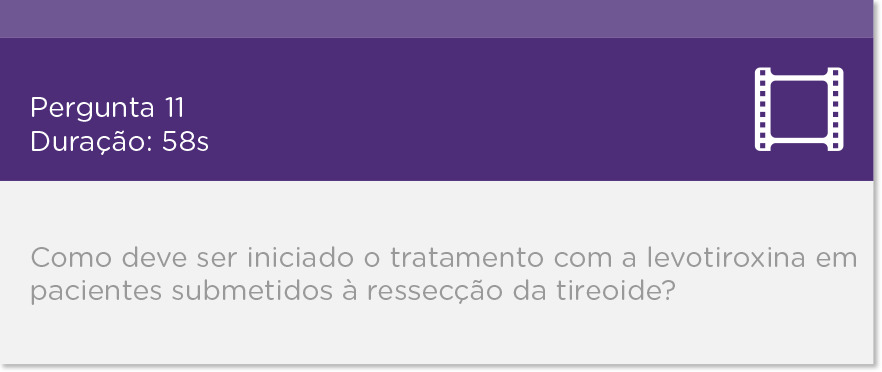 Pergunta 11
Duração: 58s
Como deve ser iniciado o tratamento com a levotiroxina em
pacientes submetidos à ressecção da tireoide?